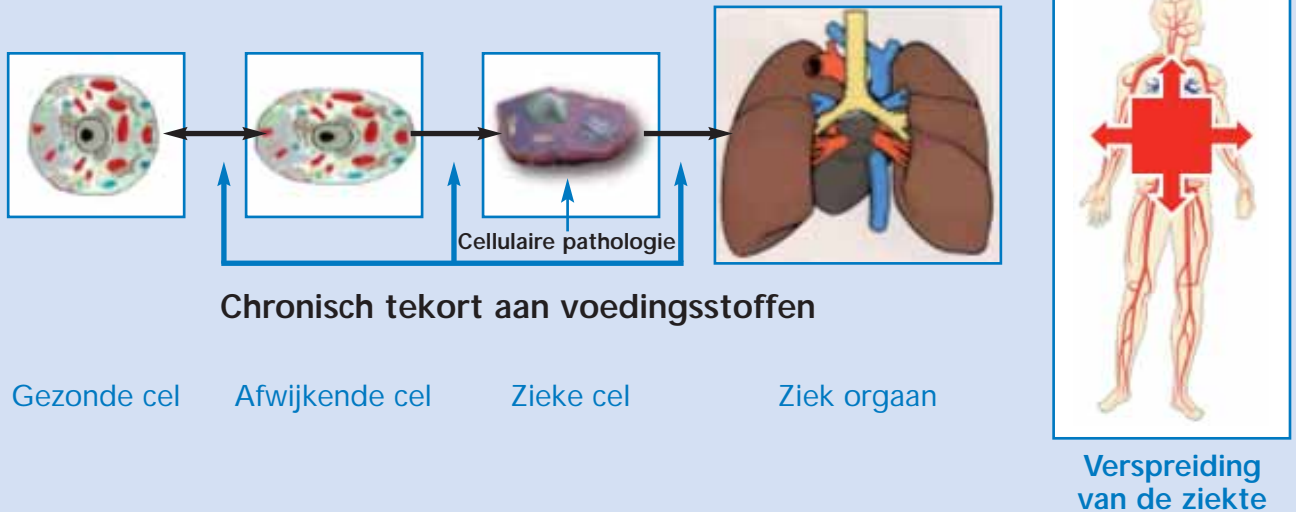 Cellulaire pathologie
Chronisch tekort aan voedingsstoffen
Gezonde cel
Afwijkende cel
Zieke cel
Ziek orgaan
Verspreiding
van de ziekte